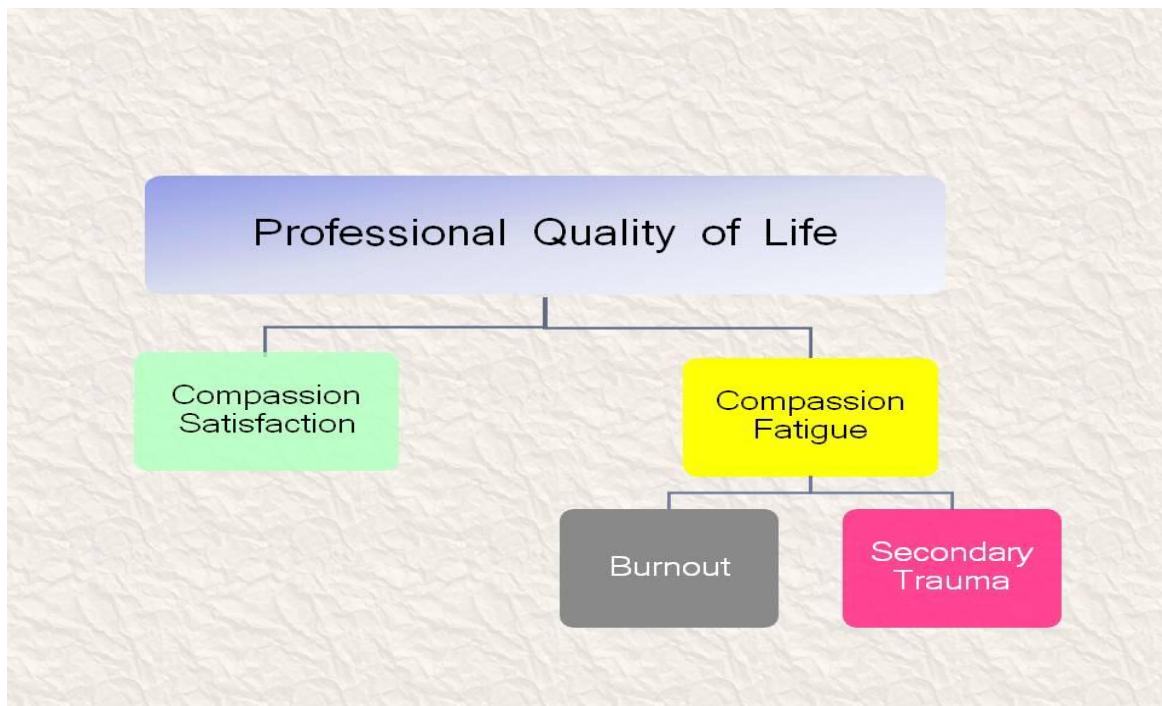 Professional Quality of Life
Compassion
Satisfaction
Compassion
Fatigue
Burnout
Secondary
Trauma